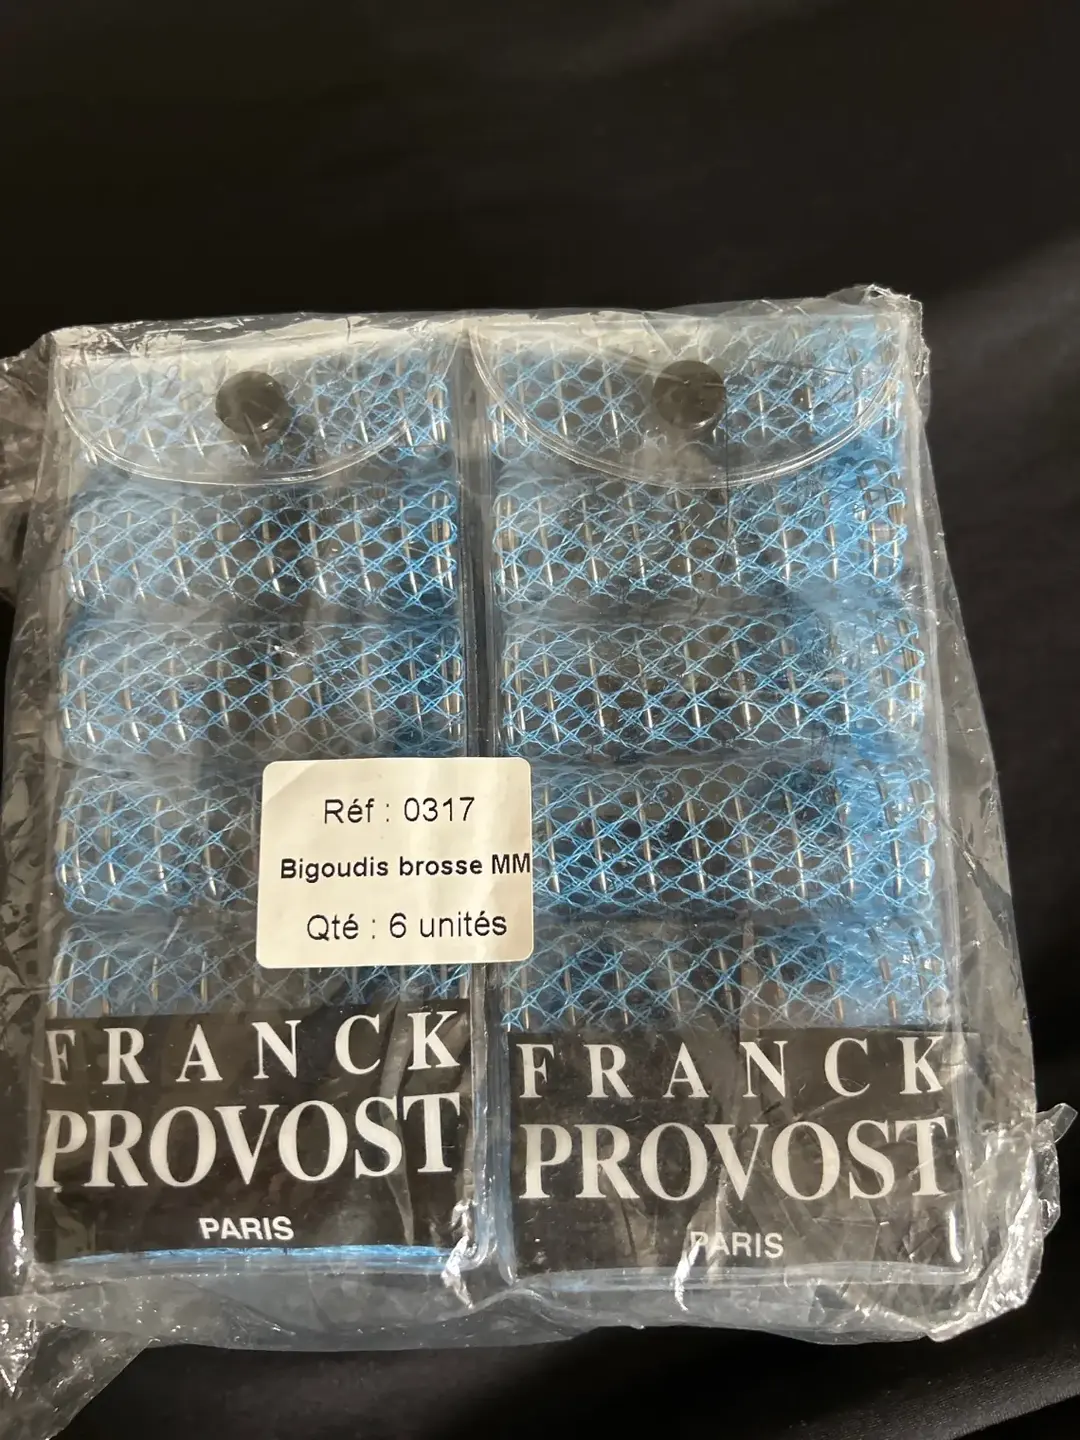 Réf : 0317
Bigoudis brosse MM
Qté : 6 unités
FRANCK
PROVOST
PARIS
FRANCK
PROVOST
PARIS